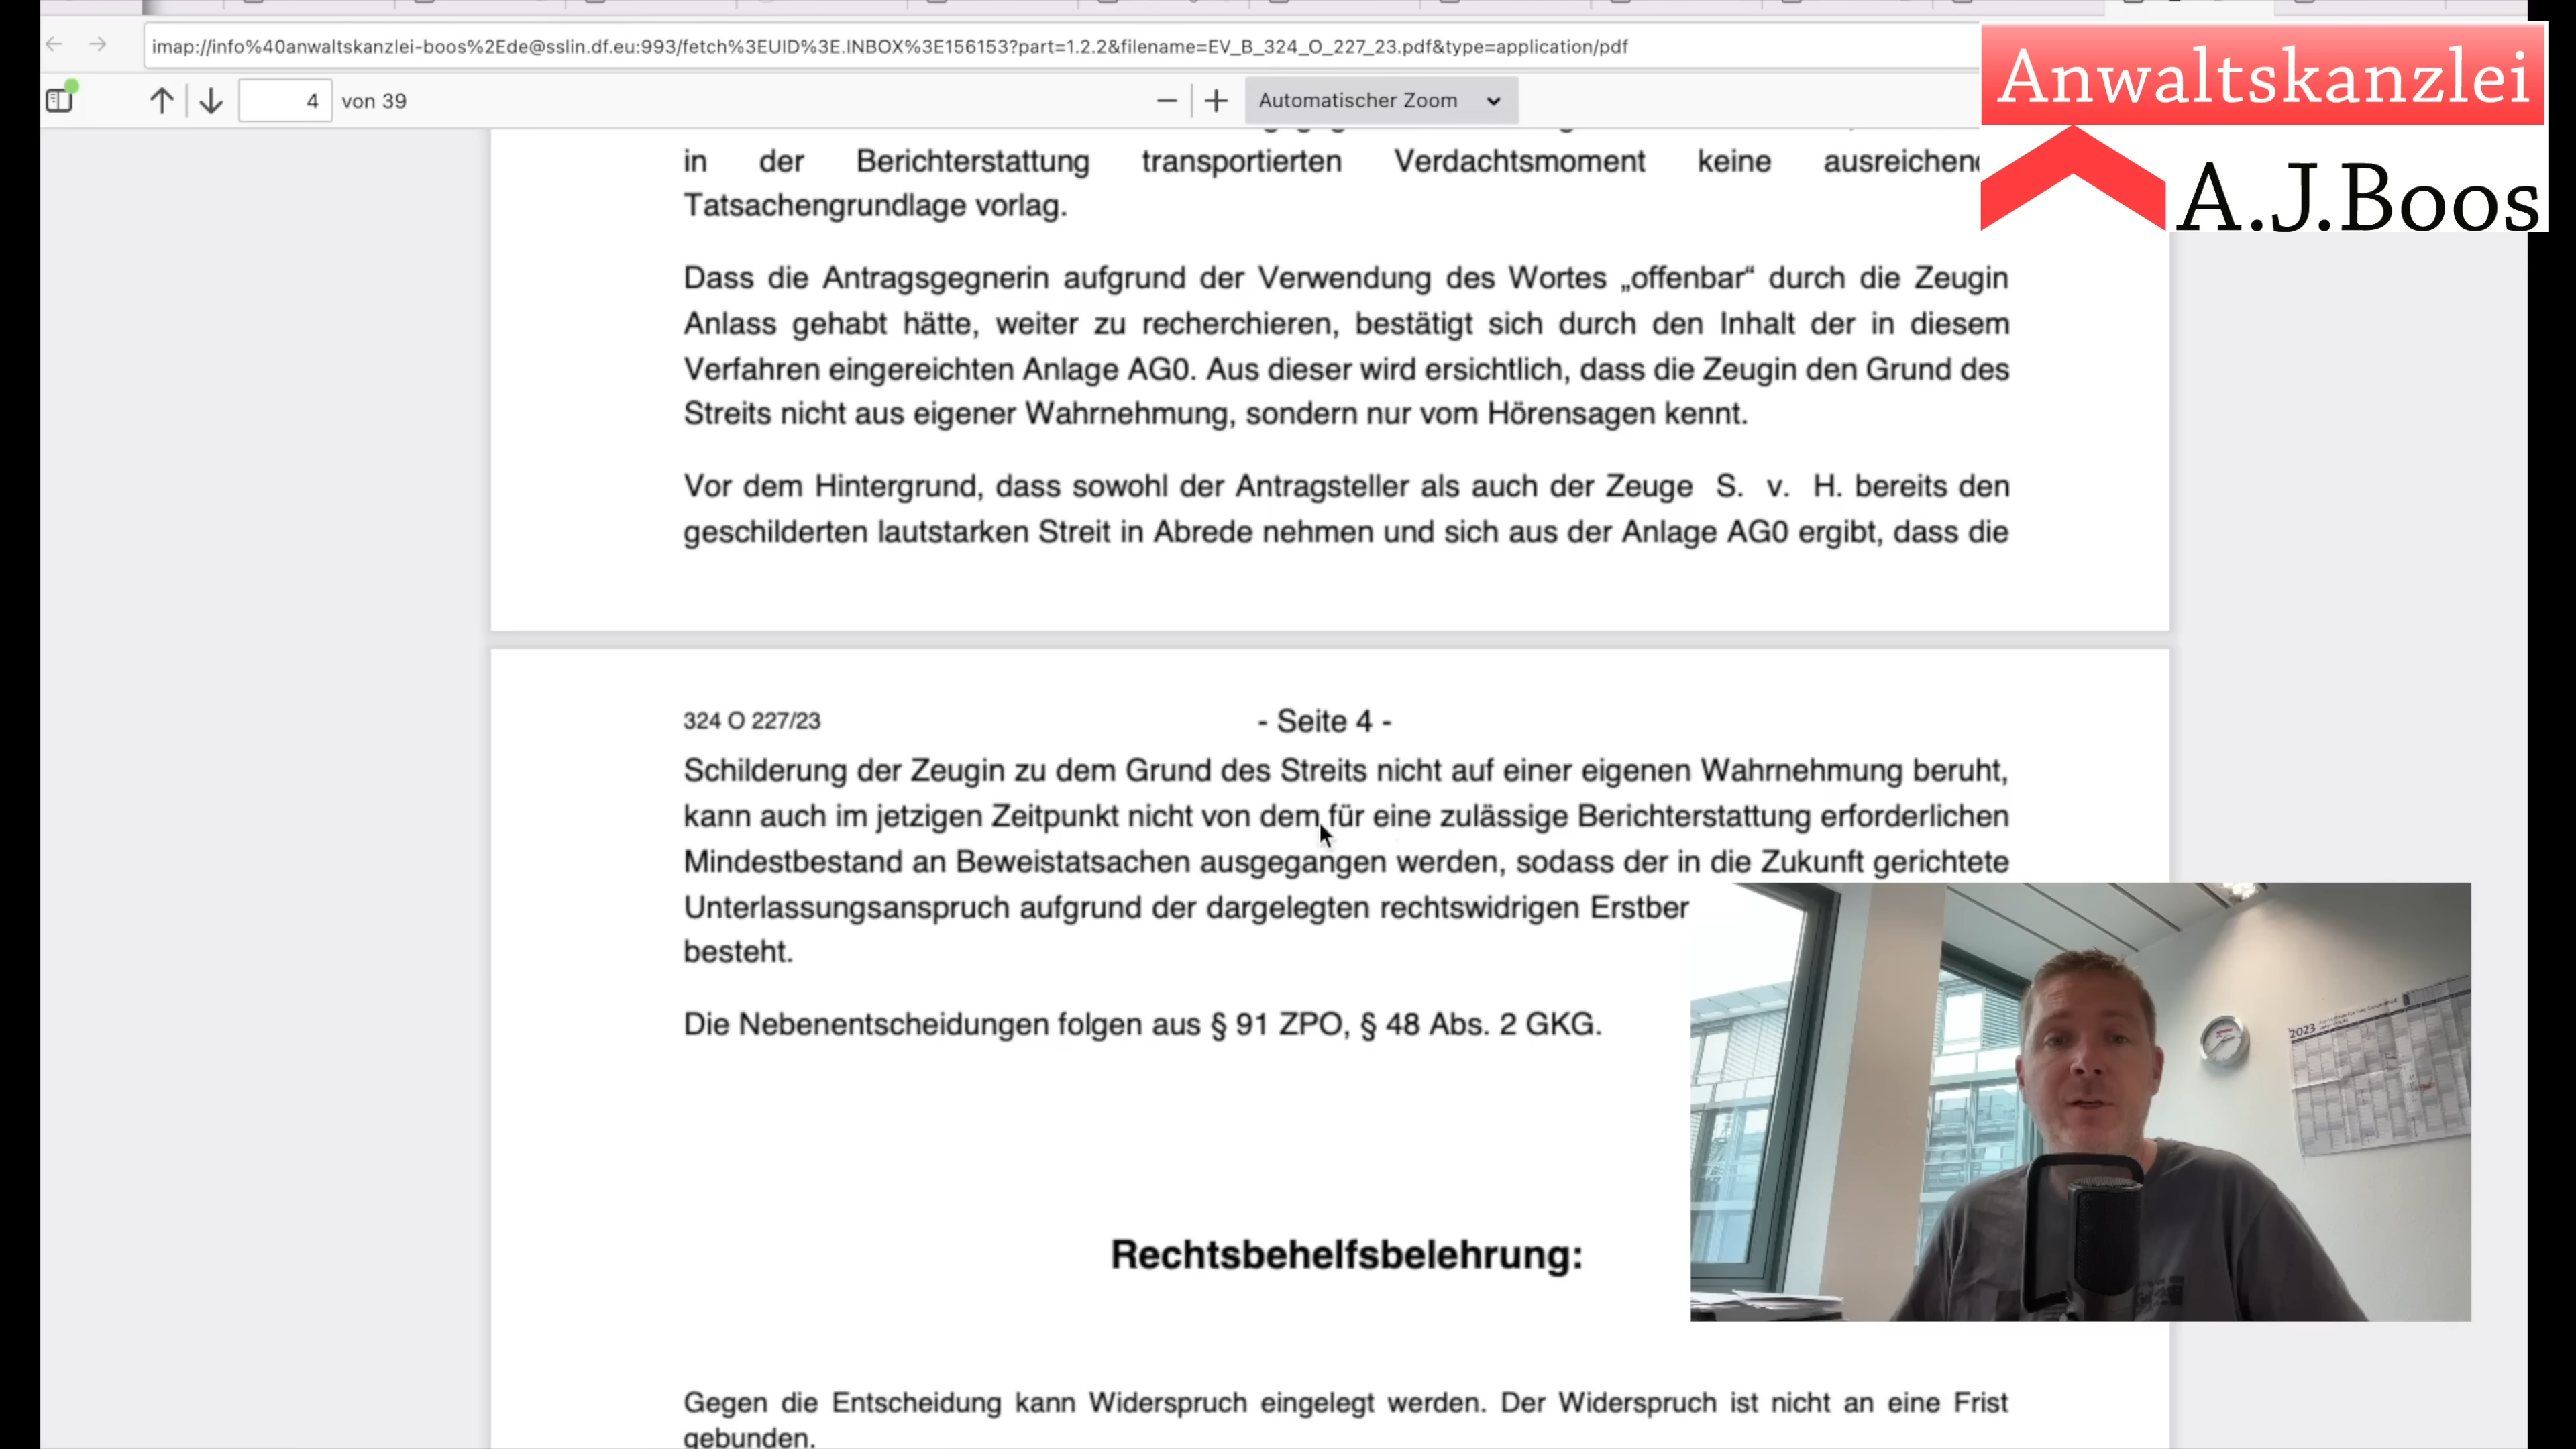 imap://info%40anwaltskanzlei-boos%2Ede@sslin.df.eu:993/fetch%3EUID%3E.INBOX%3E156153?part=1.2.2&filename=EV_B_324_O_227_23.pdf&type=application/pdf
4 von 39
Automatischer Zoom
Anwaltskanzlei
A.J.Boos
in der Berichterstattung transportierten Verdachtsmoment keine
Tatsachengrundlage vorlag.
Dass die Antragsgegnerin aufgrund der Verwendung des Wortes „offenbar“ durch die Zeugin
Anlass gehabt hätte, weiter zu recherchieren, bestätigt sich durch den Inhalt der in diesem
Verfahren eingereichten Anlage AG0. Aus dieser wird ersichtlich, dass die Zeugin den Grund des
Streits nicht aus eigener Wahrnehmung, sondern nur vom Hörensagen kennt.
Vor dem Hintergrund, dass sowohl der Antragsteller als auch der Zeuge S. v. H. bereits den
geschilderten lautstarken Streit in Abrede nehmen und sich aus der Anlage AG0 ergibt, dass die
324 O 227/23
- Seite 4 -
Schilderung der Zeugin zu dem Grund des Streits nicht auf einer eigenen Wahrnehmung beruht,
kann auch im jetzigen Zeitpunkt nicht von dem für eine zulässige Berichterstattung erforderlichen
Mindestbestand an Beweistatsachen ausgegangen werden, sodass der in die Zukunft gerichtete
Unterlassungsanspruch aufgrund der dargelegten rechtswidrigen Erstber
besteht.
Die Nebenentscheidungen folgen aus § 91 ZPO, § 48 Abs. 2 GKG.
2023
Rechtsbehelfsbelehrung:
Gegen die Entscheidung kann Widerspruch eingelegt werden. Der Widerspruch ist nicht an eine Frist
gebunden.